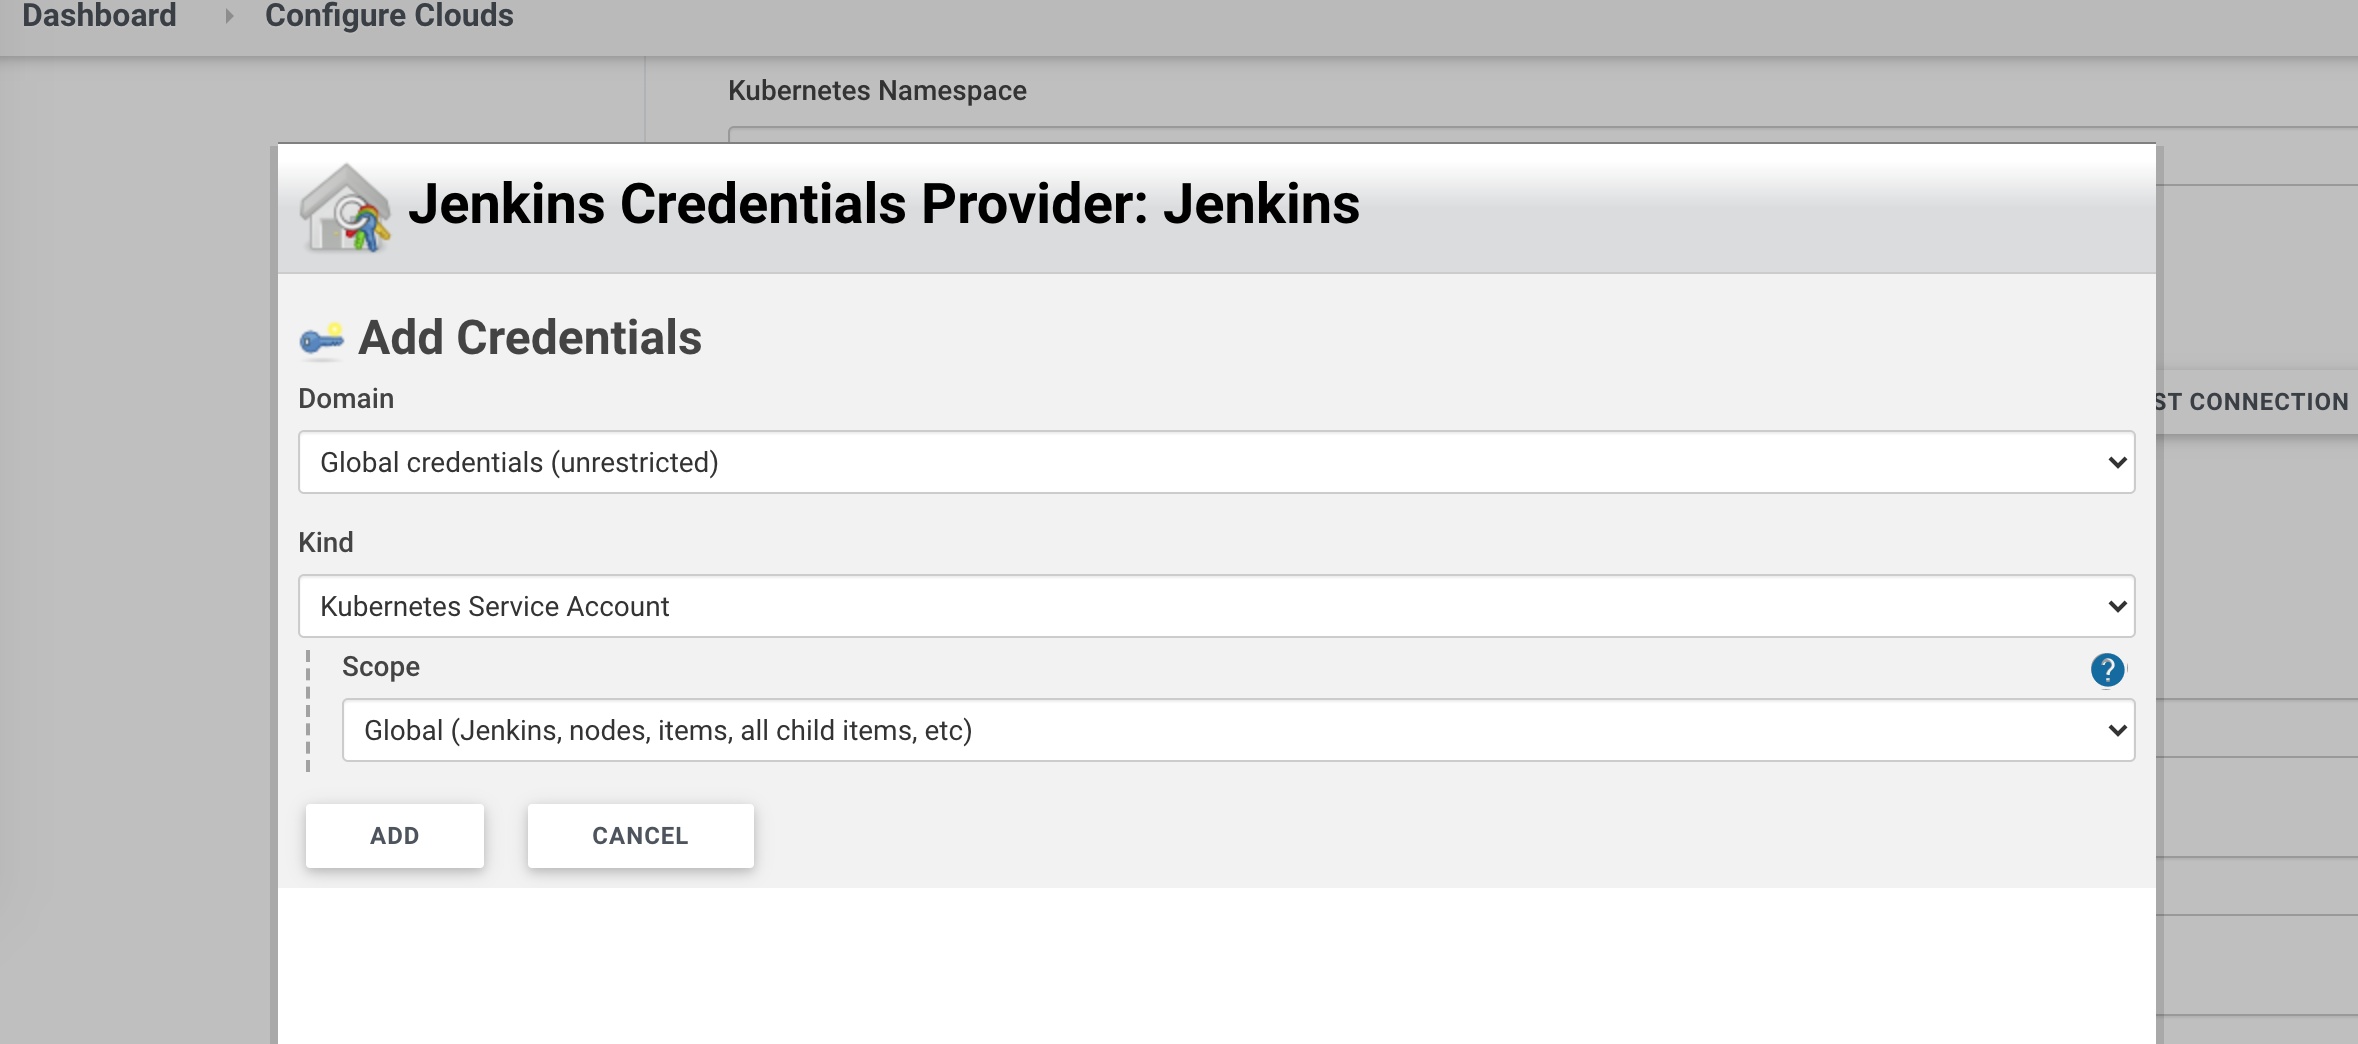 Dashboard
Configure Clouds
Kubernetes Namespace
Jenkins Credentials Provider: Jenkins
Add Credentials
Domain
ST CONNECTION
Global credentials (unrestricted)
Kind
Kubernetes Service Account
Scope
?
Global (Jenkins, nodes, items, all child items, etc)
ADD
CANCEL